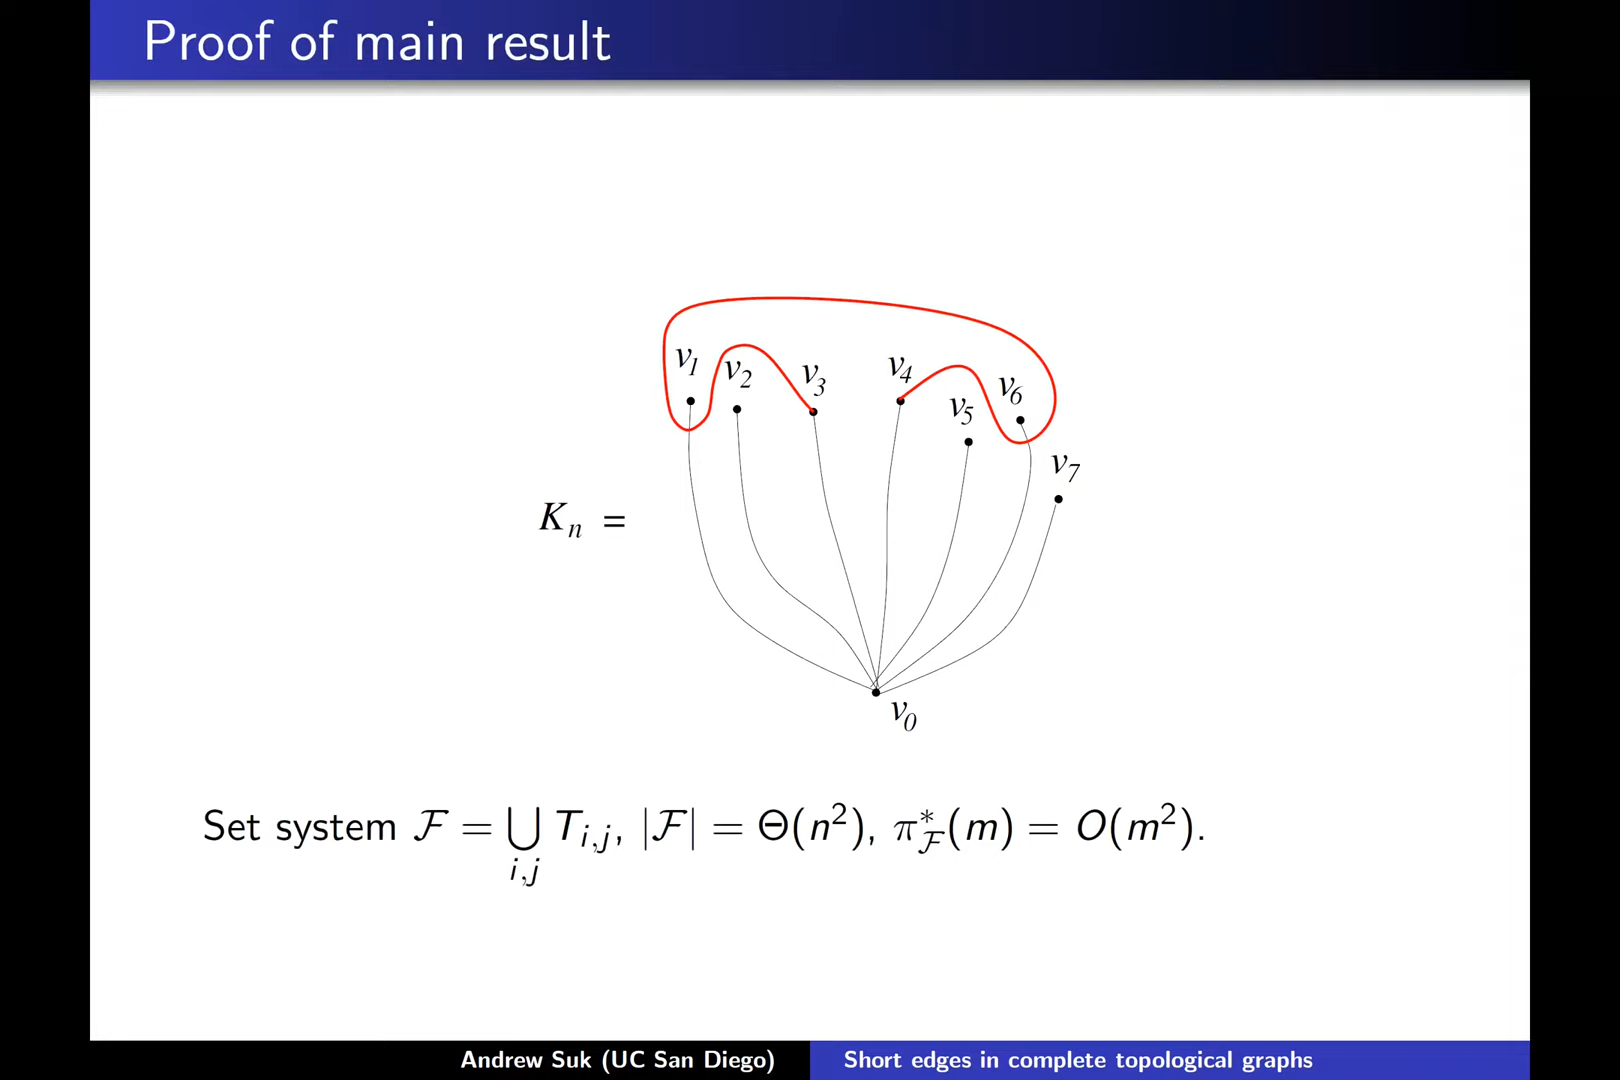 Proof of main result
v₁ v₂ v₃ v₄ v₅ v₆
v₇
Kₙ =
v₀
Set system ℱ = ⋃ᵢ,ⱼ Tᵢ,ⱼ, |ℱ| = Θ(n²), π*_ℱ(m) = O(m²).
Andrew Suk (UC San Diego) Short edges in complete topological graphs